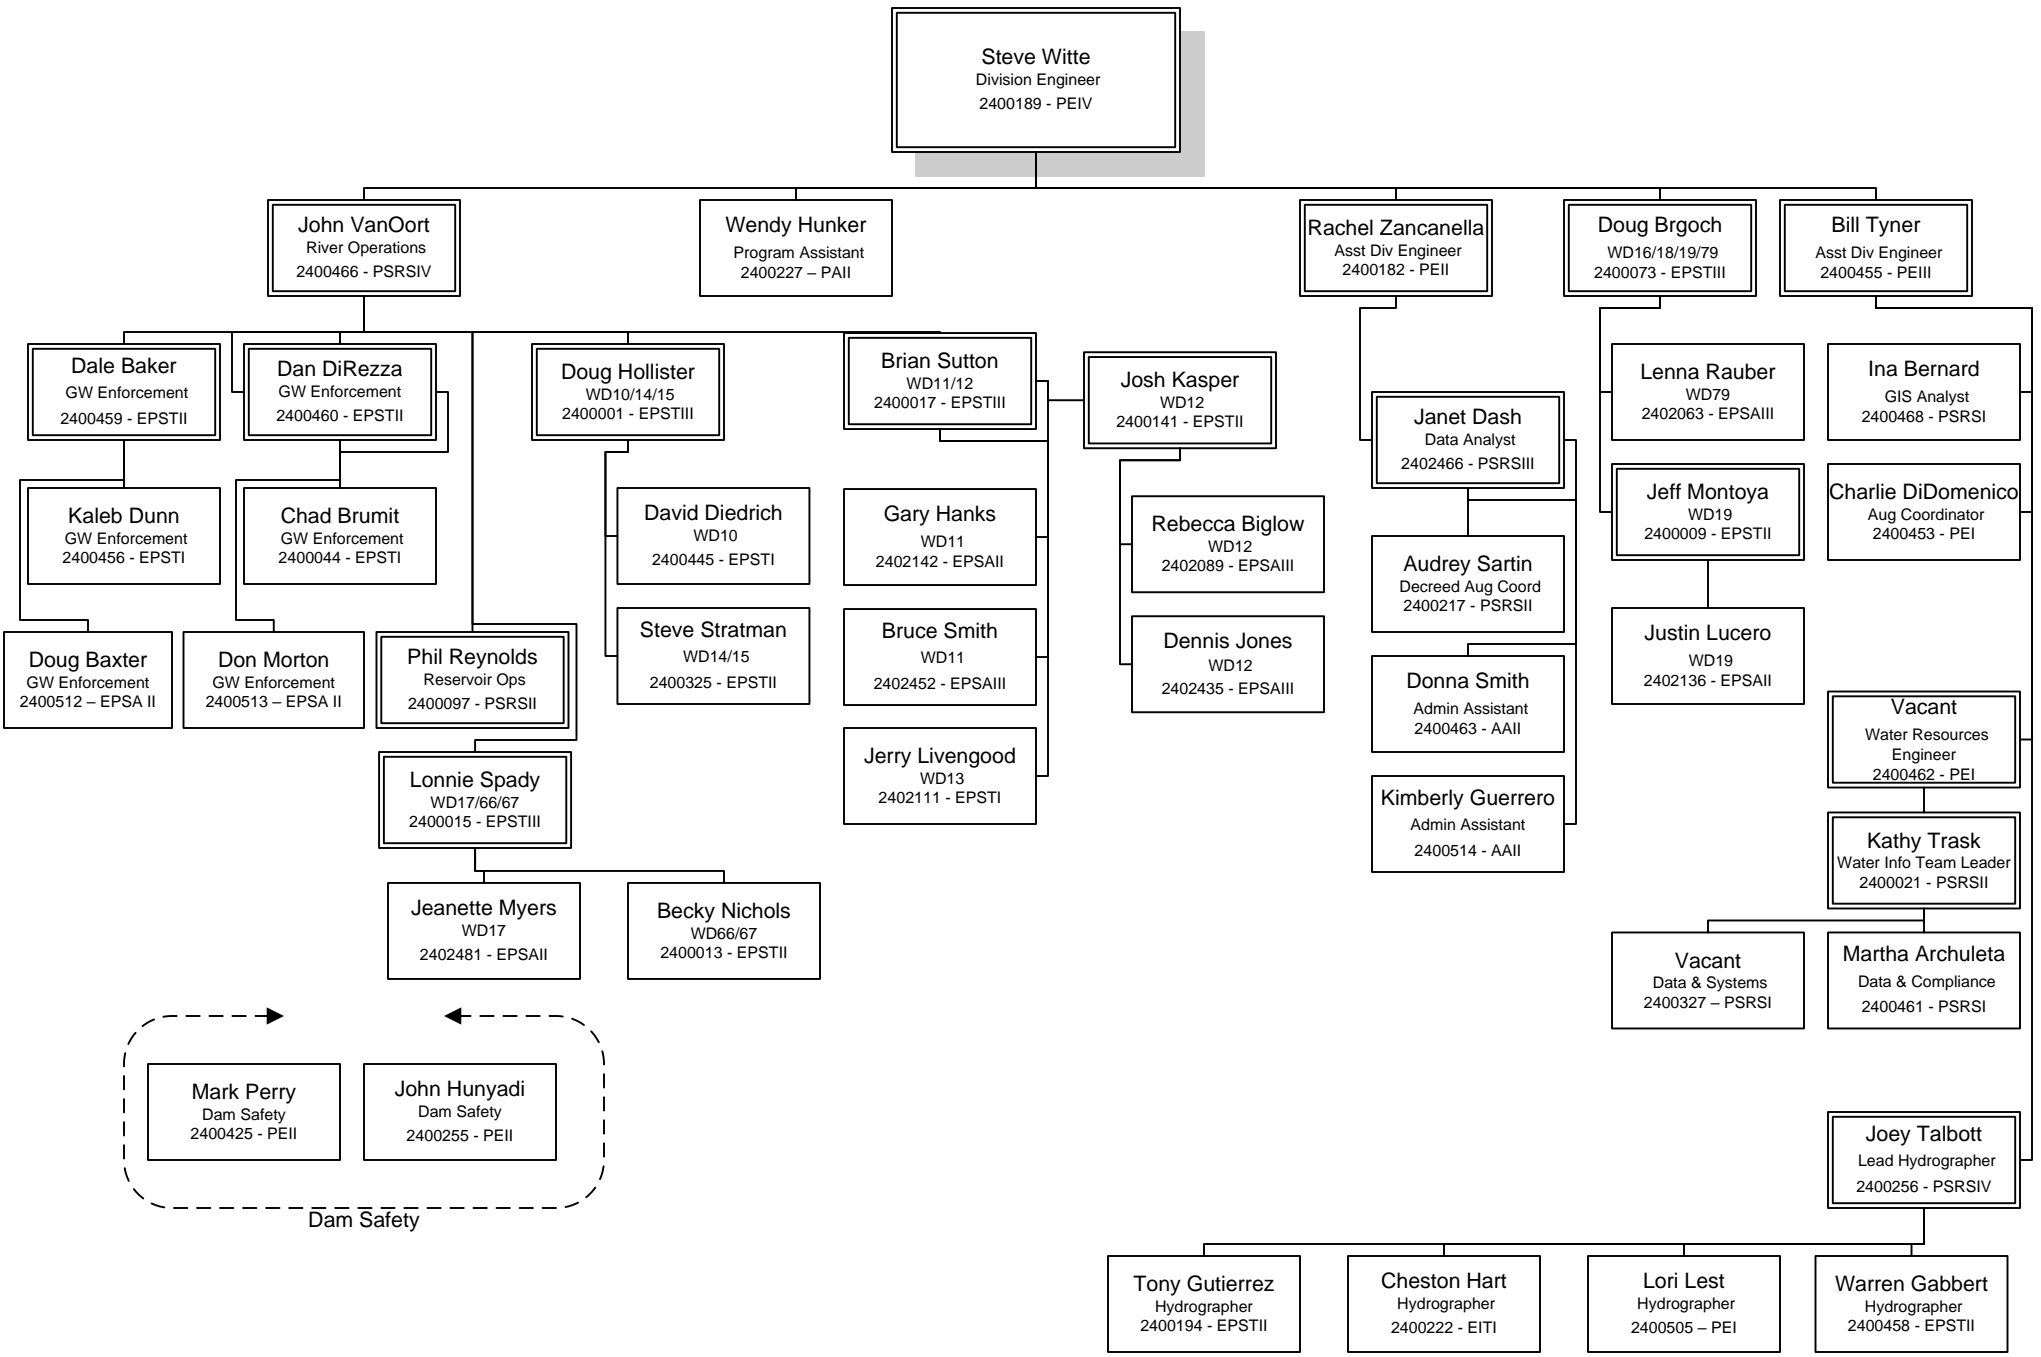 Steve Witte
Division Engineer
2400189 - PEIV
John VanOort
River Operations
2400466 - PSRSIV
Wendy Hunker
Program Assistant
2400227 – PAII
Rachel Zancanella
Asst Div Engineer
2400182 - PEII
Doug Brgoch
WD16/18/19/79
2400073 - EPSTIII
Bill Tyner
Asst Div Engineer
2400455 - PEIII
Dale Baker
GW Enforcement
2400459 - EPSTII
Dan DiRezza
GW Enforcement
2400460 - EPSTII
Doug Hollister
WD10/14/15
2400001 - EPSTIII
Brian Sutton
WD11/12
2400017 - EPSTIII
Josh Kasper
WD12
2400141 - EPSTII
Janet Dash
Data Analyst
2402466 - PSRSIII
Lenna Rauber
WD79
2402063 - EPSAIII
Ina Bernard
GIS Analyst
2400468 - PSRSI
Kaleb Dunn
GW Enforcement
2400456 - EPSTI
Chad Brumit
GW Enforcement
2400044 - EPSTI
David Diedrich
WD10
2400445 - EPSTI
Gary Hanks
WD11
2402142 - EPSAII
Rebecca Biglow
WD12
2402089 - EPSAIII
Audrey Sartin
Decreed Aug Coord
2400217 - PSRSII
Jeff Montoya
WD19
2400009 - EPSTII
Charlie DiDomenico
Aug Coordinator
2400453 - PEI
Doug Baxter
GW Enforcement
2400512 – EPSA II
Don Morton
GW Enforcement
2400513 – EPSA II
Phil Reynolds
Reservoir Ops
2400097 - PSRSII
Steve Stratman
WD14/15
2400325 - EPSTII
Bruce Smith
WD11
2402452 - EPSAIII
Dennis Jones
WD12
2402435 - EPSAIII
Donna Smith
Admin Assistant
2400463 - AAII
Justin Lucero
WD19
2402136 - EPSAII
Vacant
Water Resources
Engineer
2400462 - PEI
Lonnie Spady
WD17/66/67
2400015 - EPSTIII
Jerry Livengood
WD13
2402111 - EPSTI
Kimberly Guerrero
Admin Assistant
2400514 - AAII
Kathy Trask
Water Info Team Leader
2400021 - PSRSII
Jeanette Myers
WD17
2402481 - EPSAII
Becky Nichols
WD66/67
2400013 - EPSTII
Vacant
Data & Systems
2400327 – PSRSI
Martha Archuleta
Data & Compliance
2400461 - PSRSI
Mark Perry
Dam Safety
2400425 - PEII
John Hunyadi
Dam Safety
2400255 - PEII
Dam Safety
Joey Talbott
Lead Hydrographer
2400256 - PSRSIV
Tony Gutierrez
Hydrographer
2400194 - EPSTII
Cheston Hart
Hydrographer
2400222 - EITI
Lori Lest
Hydrographer
2400505 – PEI
Warren Gabbert
Hydrographer
2400458 - EPSTII